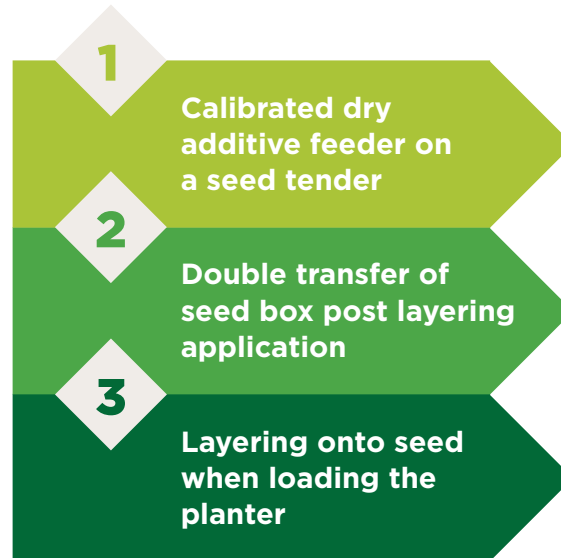 1
Calibrated dry
additive feeder on
a seed tender
2
Double transfer of
seed box post layering
application
3
Layering onto seed
when loading the
planter